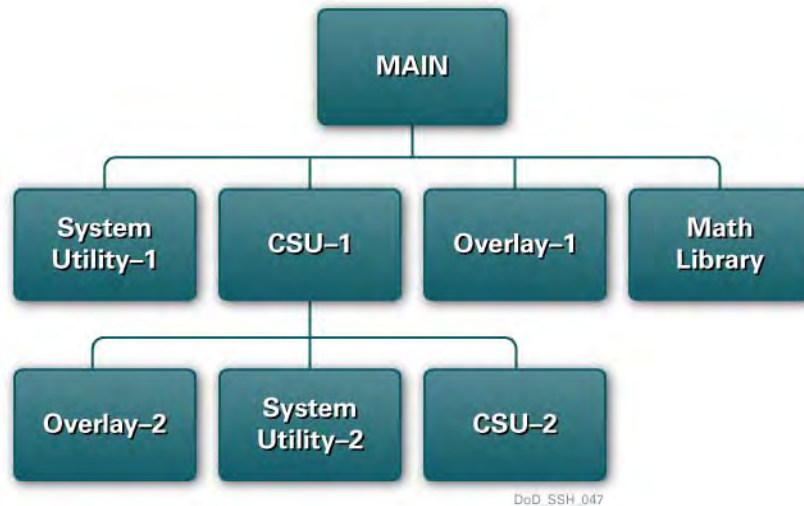 MAIN
System
Utility–1
CSU–1
Overlay–1
Math
Library
Overlay–2
System
Utility–2
CSU–2
DoD_SSH_047